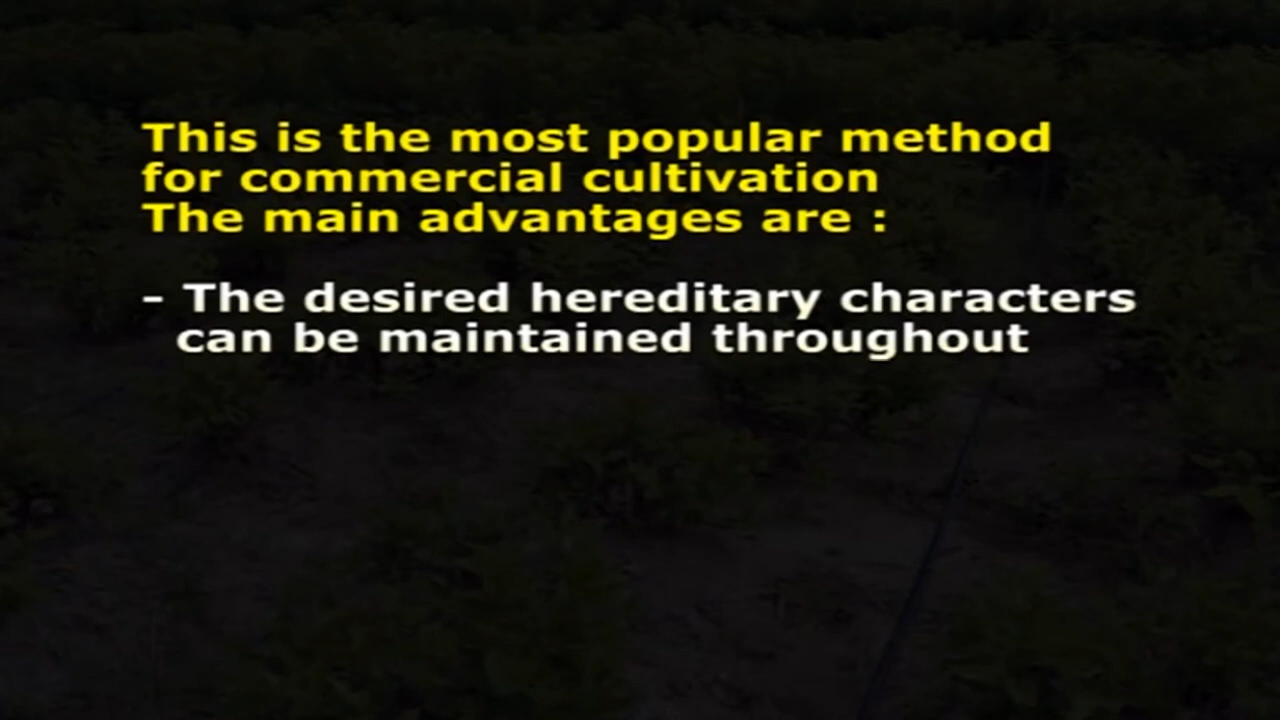 This is the most popular method
for commercial cultivation
The main advantages are :
- The desired hereditary characters
can be maintained throughout